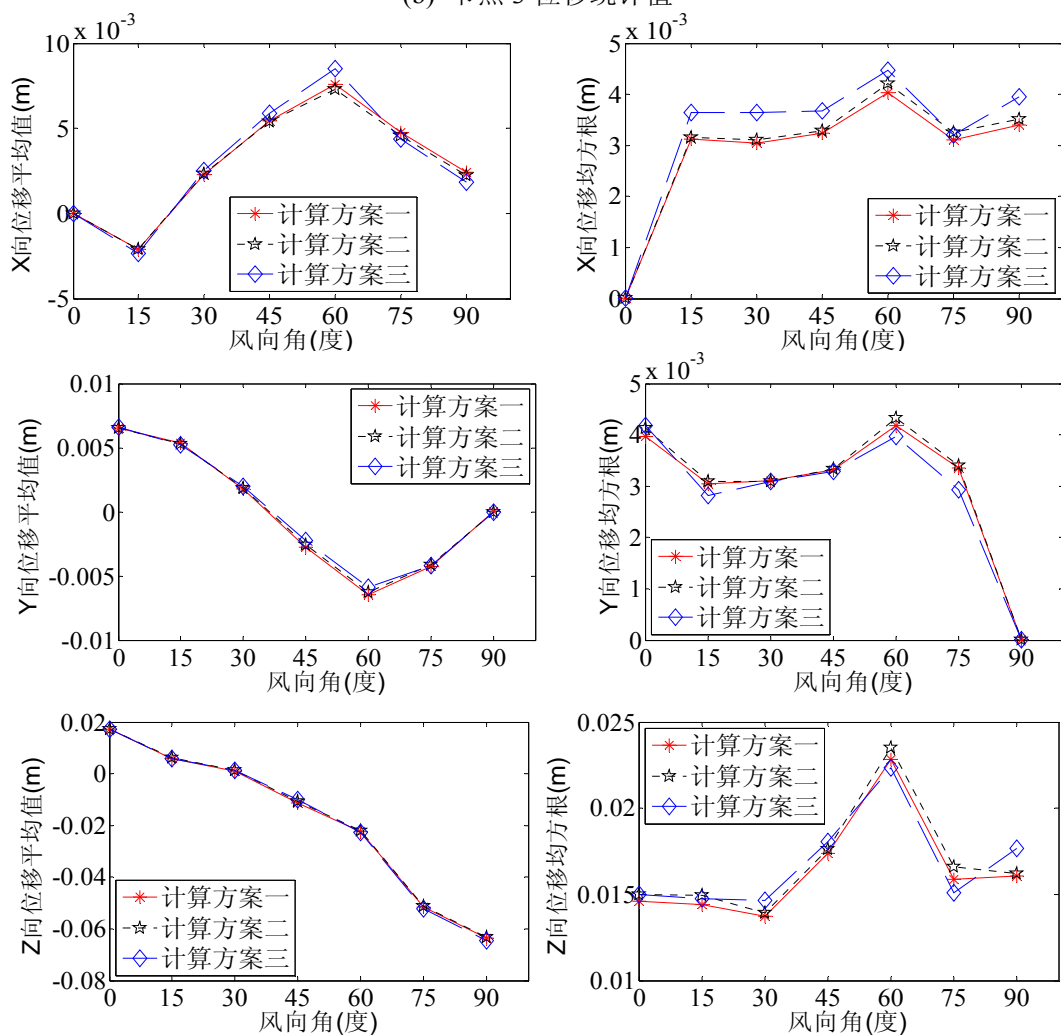 x 10-3
10
5
0
-5
X向位移平均值(m)
计算方案一
计算方案二
计算方案三
0 15 30 45 60 75 90
风向角(度)
x 10-3
5
4
3
2
1
0
X向位移均方根(m)
计算方案一
计算方案二
计算方案三
0 15 30 45 60 75 90
风向角(度)
0.01
0.005
0
-0.005
-0.01
Y向位移平均值(m)
计算方案一
计算方案二
计算方案三
0 15 30 45 60 75 90
风向角(度)
x 10-3
5
4
3
2
1
0
Y向位移均方根(m)
计算方案一
计算方案二
计算方案三
0 15 30 45 60 75 90
风向角(度)
0.02
0
-0.02
-0.04
-0.06
-0.08
Z向位移平均值(m)
计算方案一
计算方案二
计算方案三
0 15 30 45 60 75 90
风向角(度)
0.025
0.02
0.015
0.01
Z向位移均方根(m)
计算方案一
计算方案二
计算方案三
0 15 30 45 60 75 90
风向角(度)